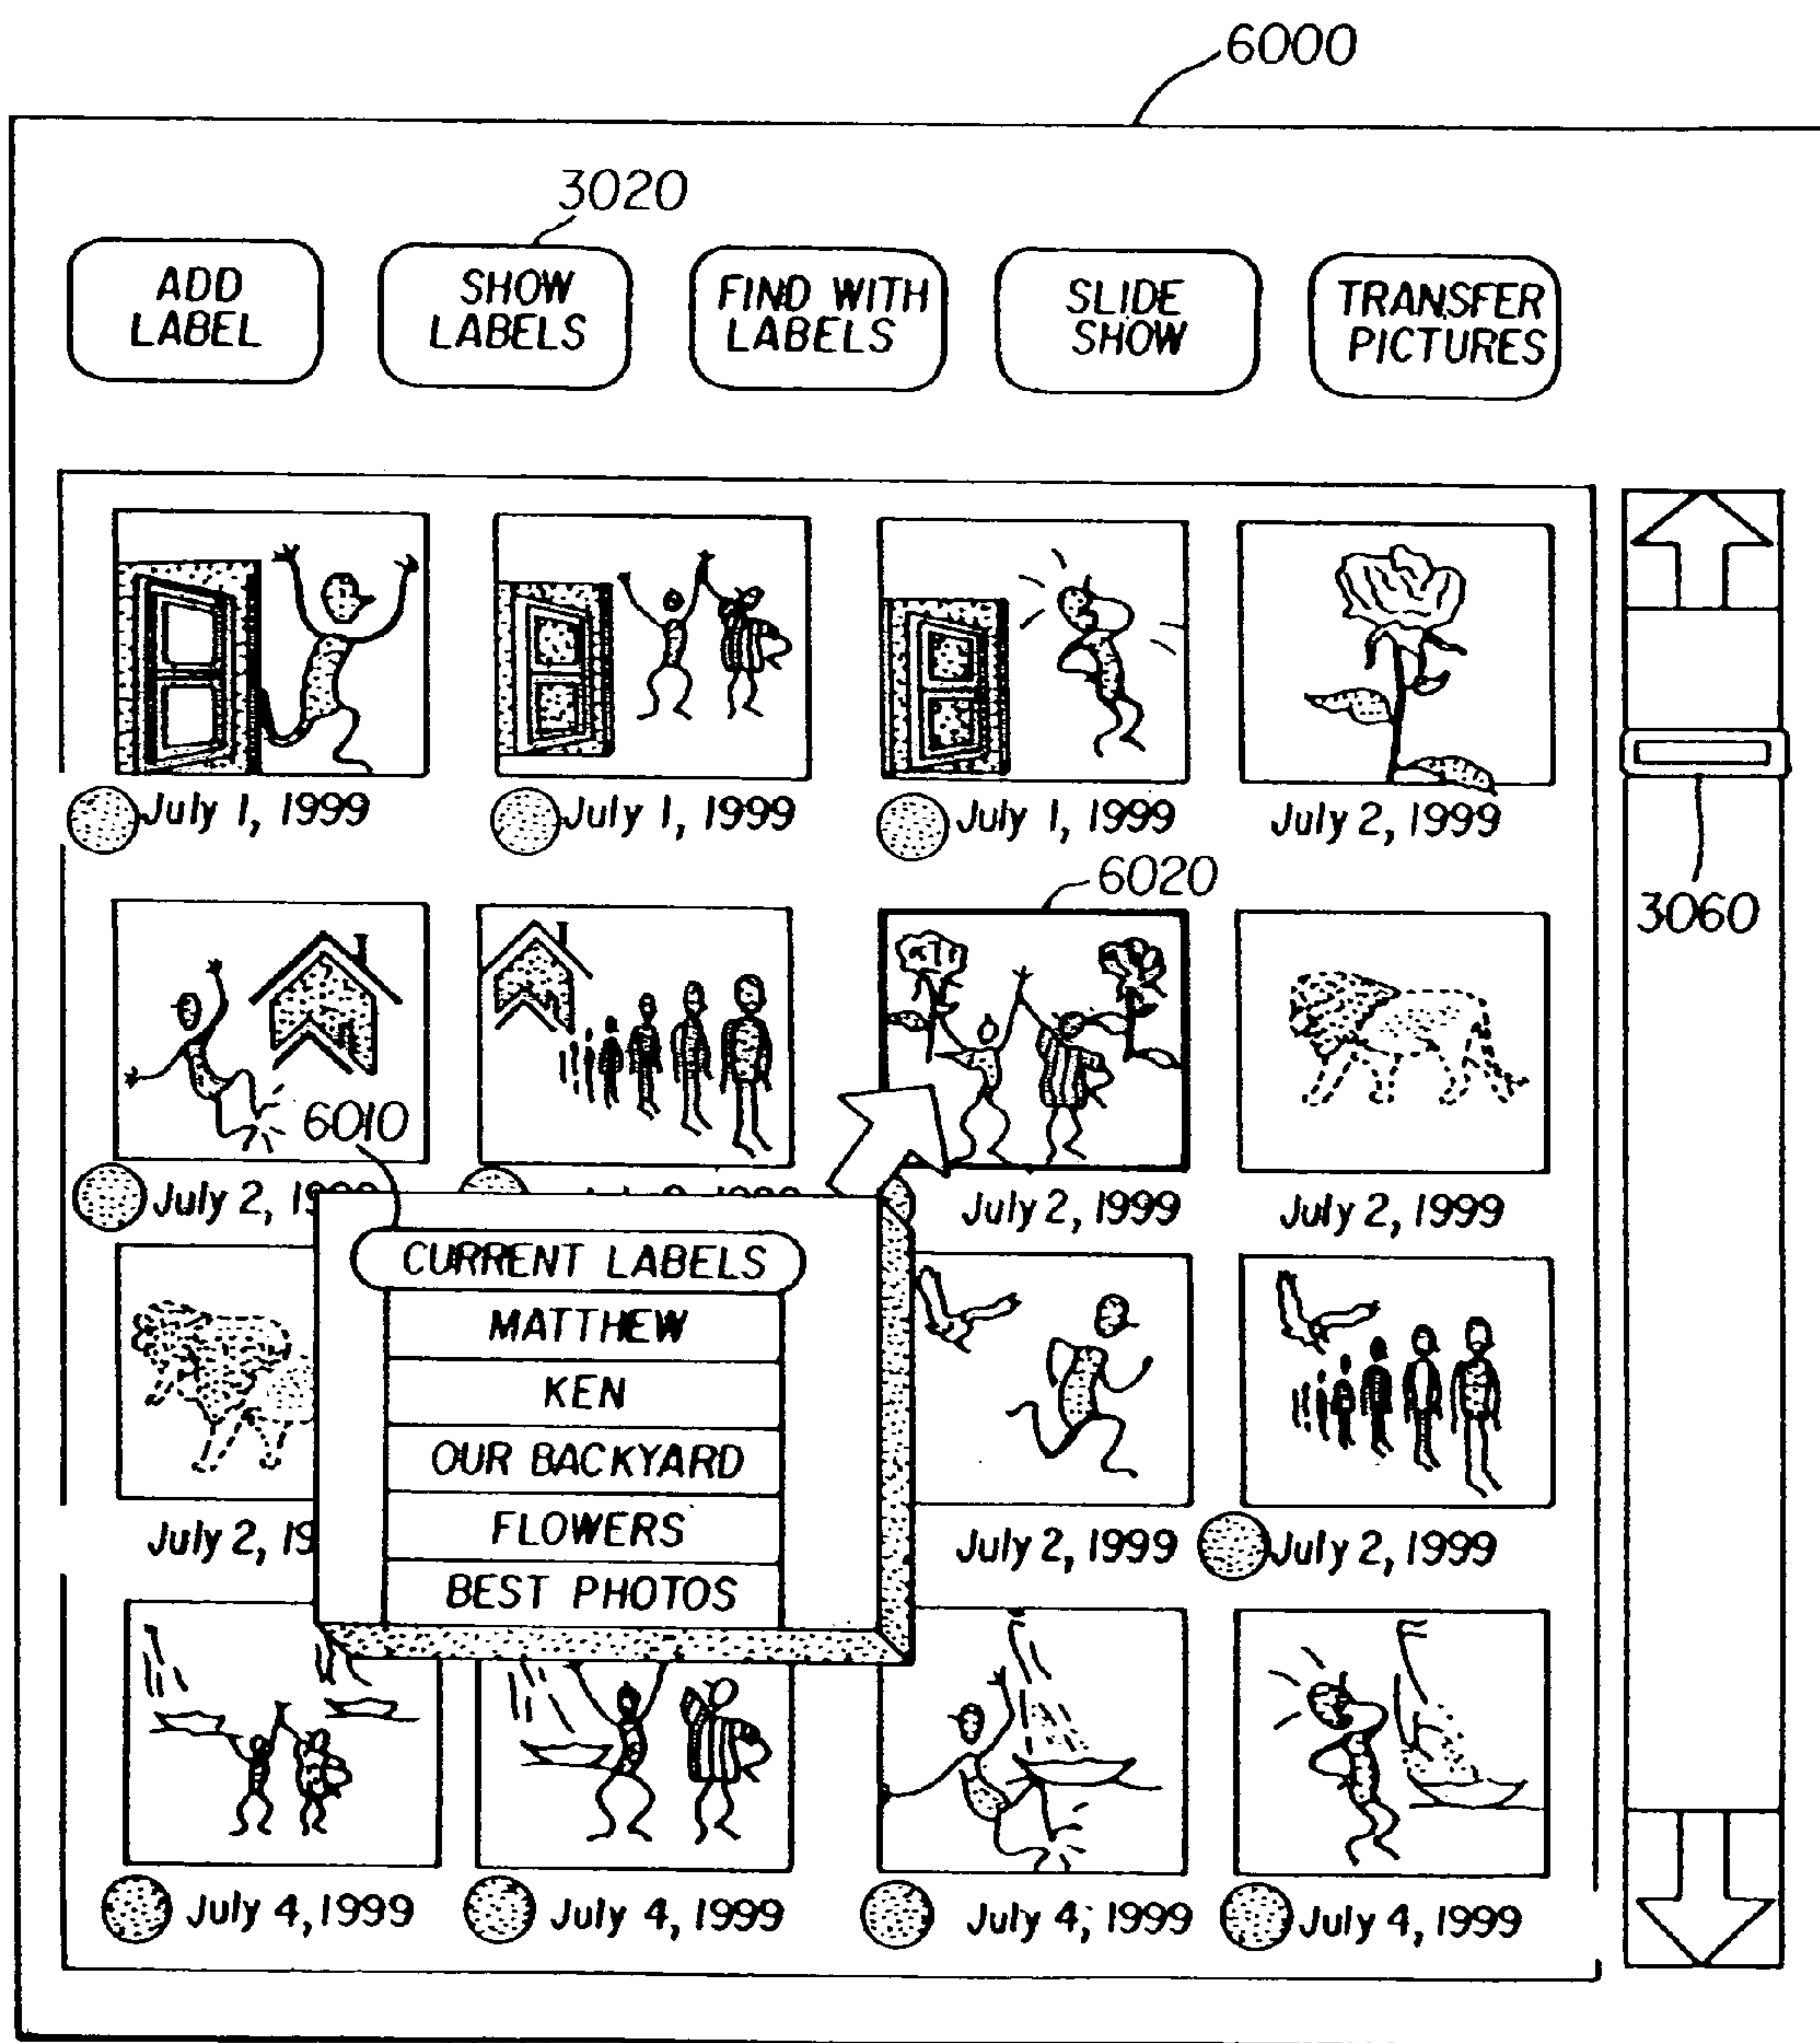 6000
3020
ADD
LABEL
SHOW
LABELS
FIND WITH
LABELS
SLIDE
SHOW
TRANSFER
PICTURES
July 1, 1999
July 1, 1999
July 1, 1999
July 2, 1999
3060
6020
6010
July 2, 19
July 2, 1999
July 2, 1999
CURRENT LABELS
MATTHEW
KEN
OUR BACKYARD
FLOWERS
BEST PHOTOS
July 2, 19
July 2, 1999
July 2, 1999
July 4, 1999
July 4, 1999
July 4, 1999
July 4, 1999